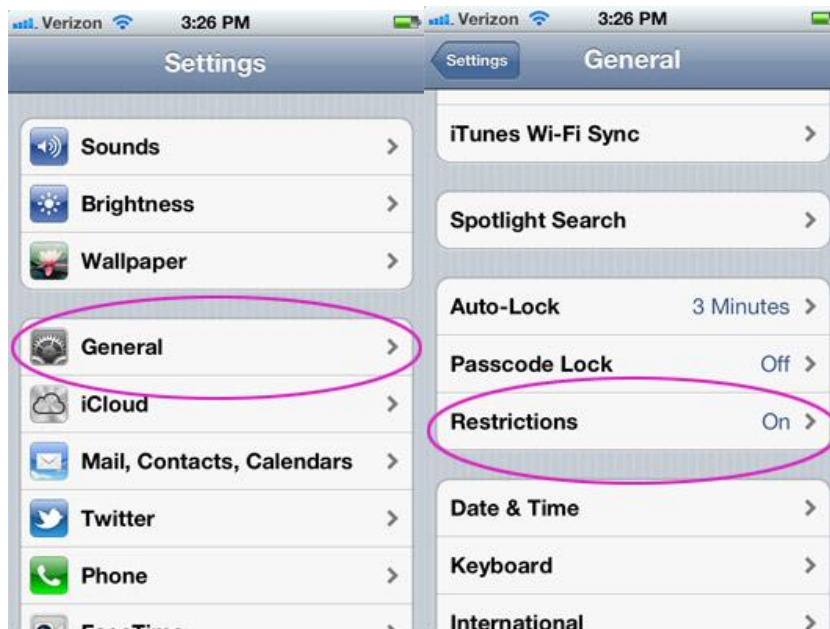 Verizon 3:26 PM
Settings
Sounds
Brightness
Wallpaper
General
iCloud
Mail, Contacts, Calendars
Twitter
Phone
FaceTime
Verizon 3:26 PM
Settings General
iTunes Wi-Fi Sync
Spotlight Search
Auto-Lock 3 Minutes
Passcode Lock Off
Restrictions On
Date & Time
Keyboard
International